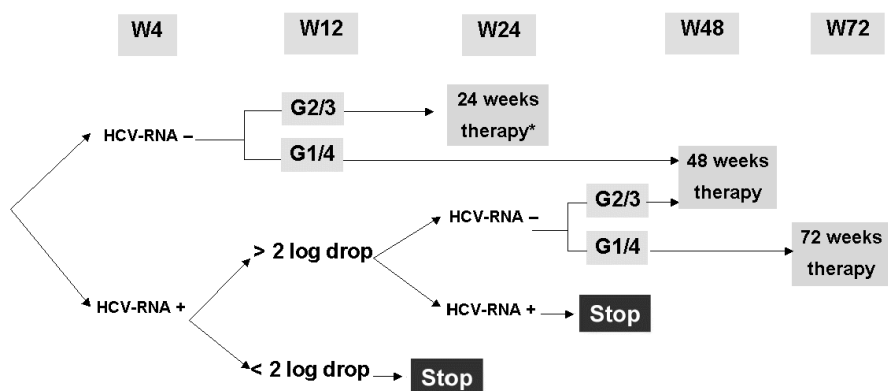 W4 W12 W24 W48 W72
G2/3
24 weeks
therapy*
HCV-RNA –
G1/4
48 weeks
therapy
G2/3
HCV-RNA –
G1/4
72 weeks
therapy
> 2 log drop
HCV-RNA +
HCV-RNA +
Stop
< 2 log drop
Stop